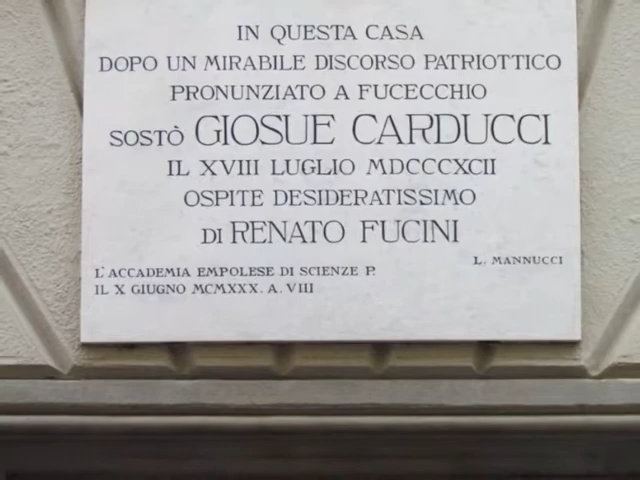 IN QUESTA CASA
DOPO UN MIRABILE DISCORSO PATRIOTTICO
PRONUNZIATO A FUCECCHIO
SOSTÒ GIOSUE CARDUCCI
IL XVIII LUGLIO MDCCCXCII
OSPITE DESIDERATISSIMO
DI RENATO FUCINI
L. MANNUCCI
L'ACCADEMIA EMPOLESE DI SCIENZE P.
IL X GIUGNO MCMXXX. A. VIII